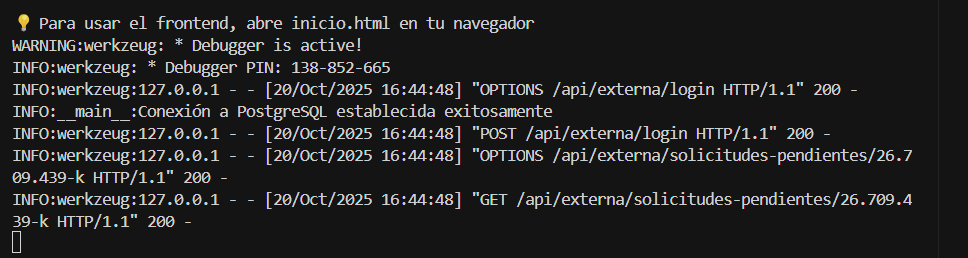 💡 Para usar el frontend, abre inicio.html en tu navegador
WARNING:werkzeug: * Debugger is active!
INFO:werkzeug: * Debugger PIN: 138-852-665
INFO:werkzeug:127.0.0.1 - - [20/Oct/2025 16:44:48] "OPTIONS /api/externa/login HTTP/1.1" 200 -
INFO:__main__:Conexión a PostgreSQL establecida exitosamente
INFO:werkzeug:127.0.0.1 - - [20/Oct/2025 16:44:48] "POST /api/externa/login HTTP/1.1" 200 -
INFO:werkzeug:127.0.0.1 - - [20/Oct/2025 16:44:48] "OPTIONS /api/externa/solicitudes-pendientes/26.7
09.439-k HTTP/1.1" 200 -
INFO:werkzeug:127.0.0.1 - - [20/Oct/2025 16:44:48] "GET /api/externa/solicitudes-pendientes/26.709.4
39-k HTTP/1.1" 200 -